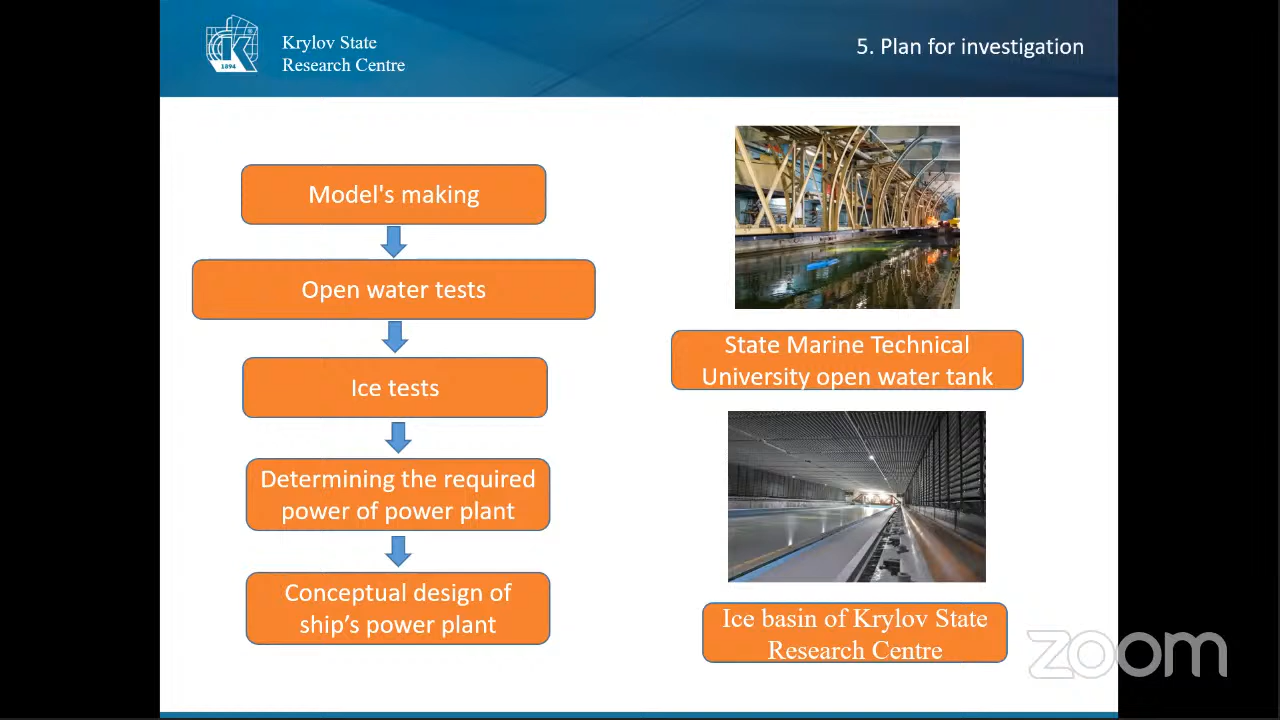 1894
Krylov State
Research Centre
5. Plan for investigation
Model's making
Open water tests
Ice tests
Determining the required
power of power plant
Conceptual design of
ship’s power plant
State Marine Technical
University open water tank
Ice basin of Krylov State
Research Centre
zoom